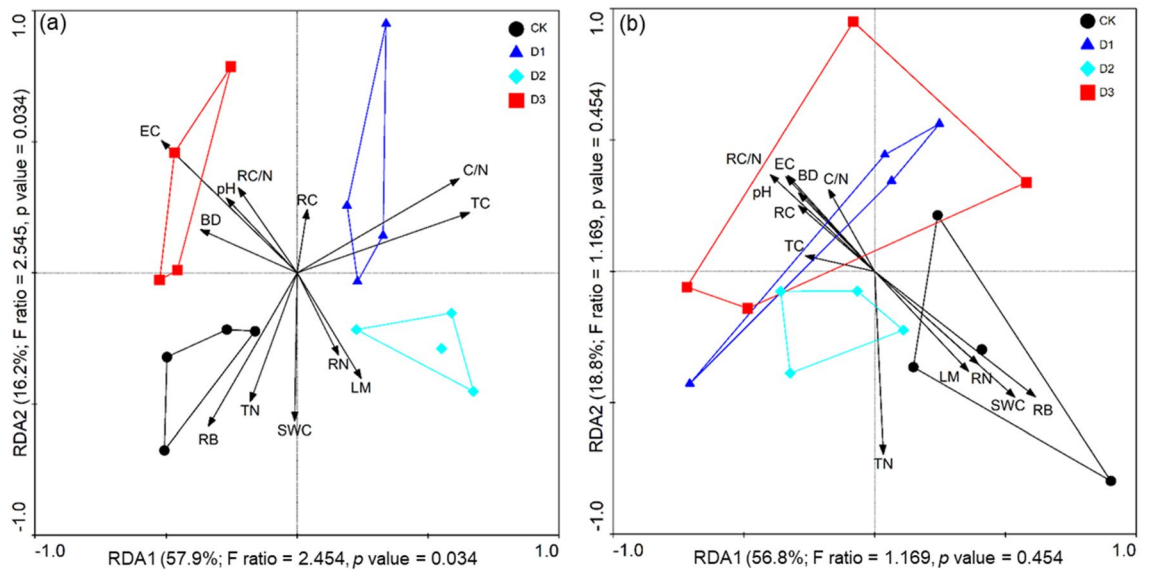 (a)
1.0
CK
D1
D2
D3
EC
RC/N
pH
BD
RC
C/N
TC
RN
LM
TN
RB
SWC
RDA2 (16.2%; F ratio = 2.545, p value = 0.034)
-1.0
-1.0
1.0
RDA1 (57.9%; F ratio = 2.454, p value = 0.034
(b)
1.0
CK
D1
D2
D3
RC/N
EC
BD
C/N
pH
RC
TC
LM
RN
SWC
RB
TN
RDA2 (18.8%; F ratio = 1.169, p value = 0.454)
-1.0
-1.0
1.0
RDA1 (56.8%; F ratio = 1.169, p value = 0.454